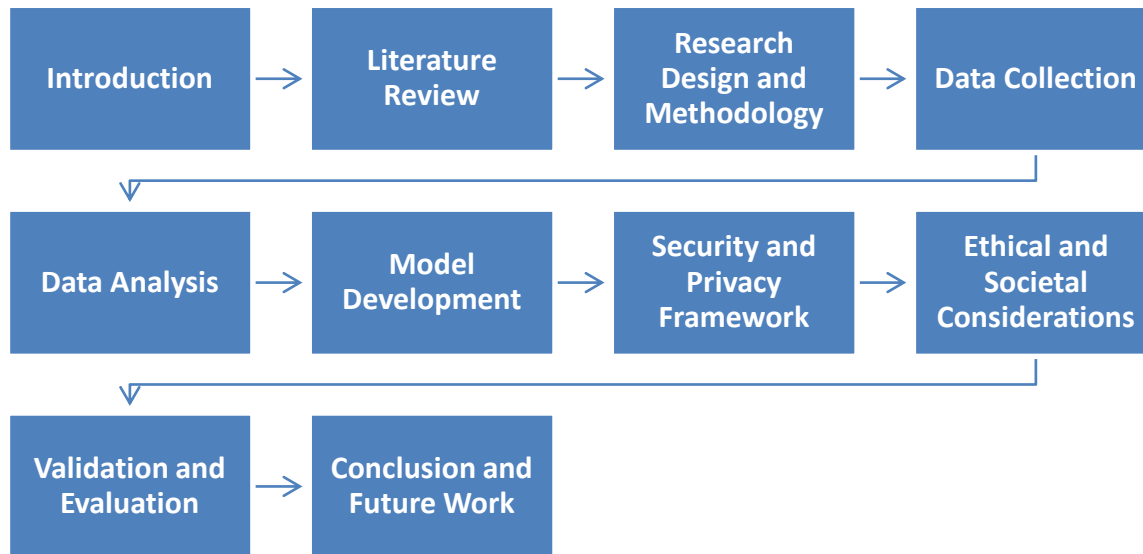 Introduction
Literature
Review
Research
Design and
Methodology
Data Collection
Data Analysis
Model
Development
Security and
Privacy
Framework
Ethical and
Societal
Considerations
Validation and
Evaluation
Conclusion and
Future Work